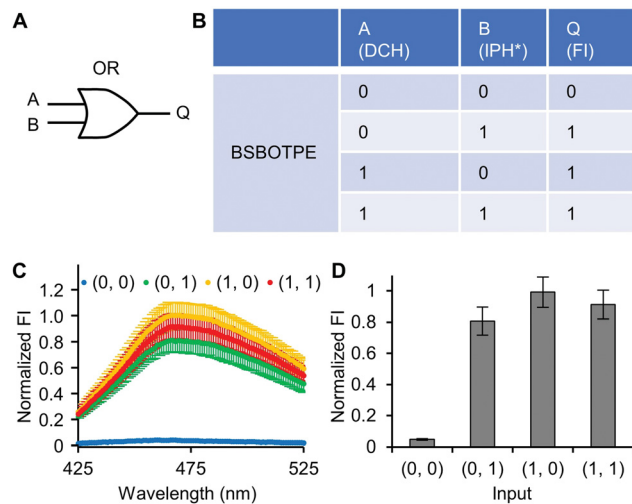 A
OR
A
B
Q
B
A (DCH) B (IPH*) Q (FI)
BSBOTPE
0 0 0
0 1 1
1 0 1
1 1 1
C
(0, 0) (0, 1) (1, 0) (1, 1)
Normalized FI
1.2
1.0
0.8
0.6
0.4
0.2
0
425 475 525
Wavelength (nm)
D
Normalized FI
1
0.8
0.6
0.4
0.2
0
(0, 0) (0, 1) (1, 0) (1, 1)
Input